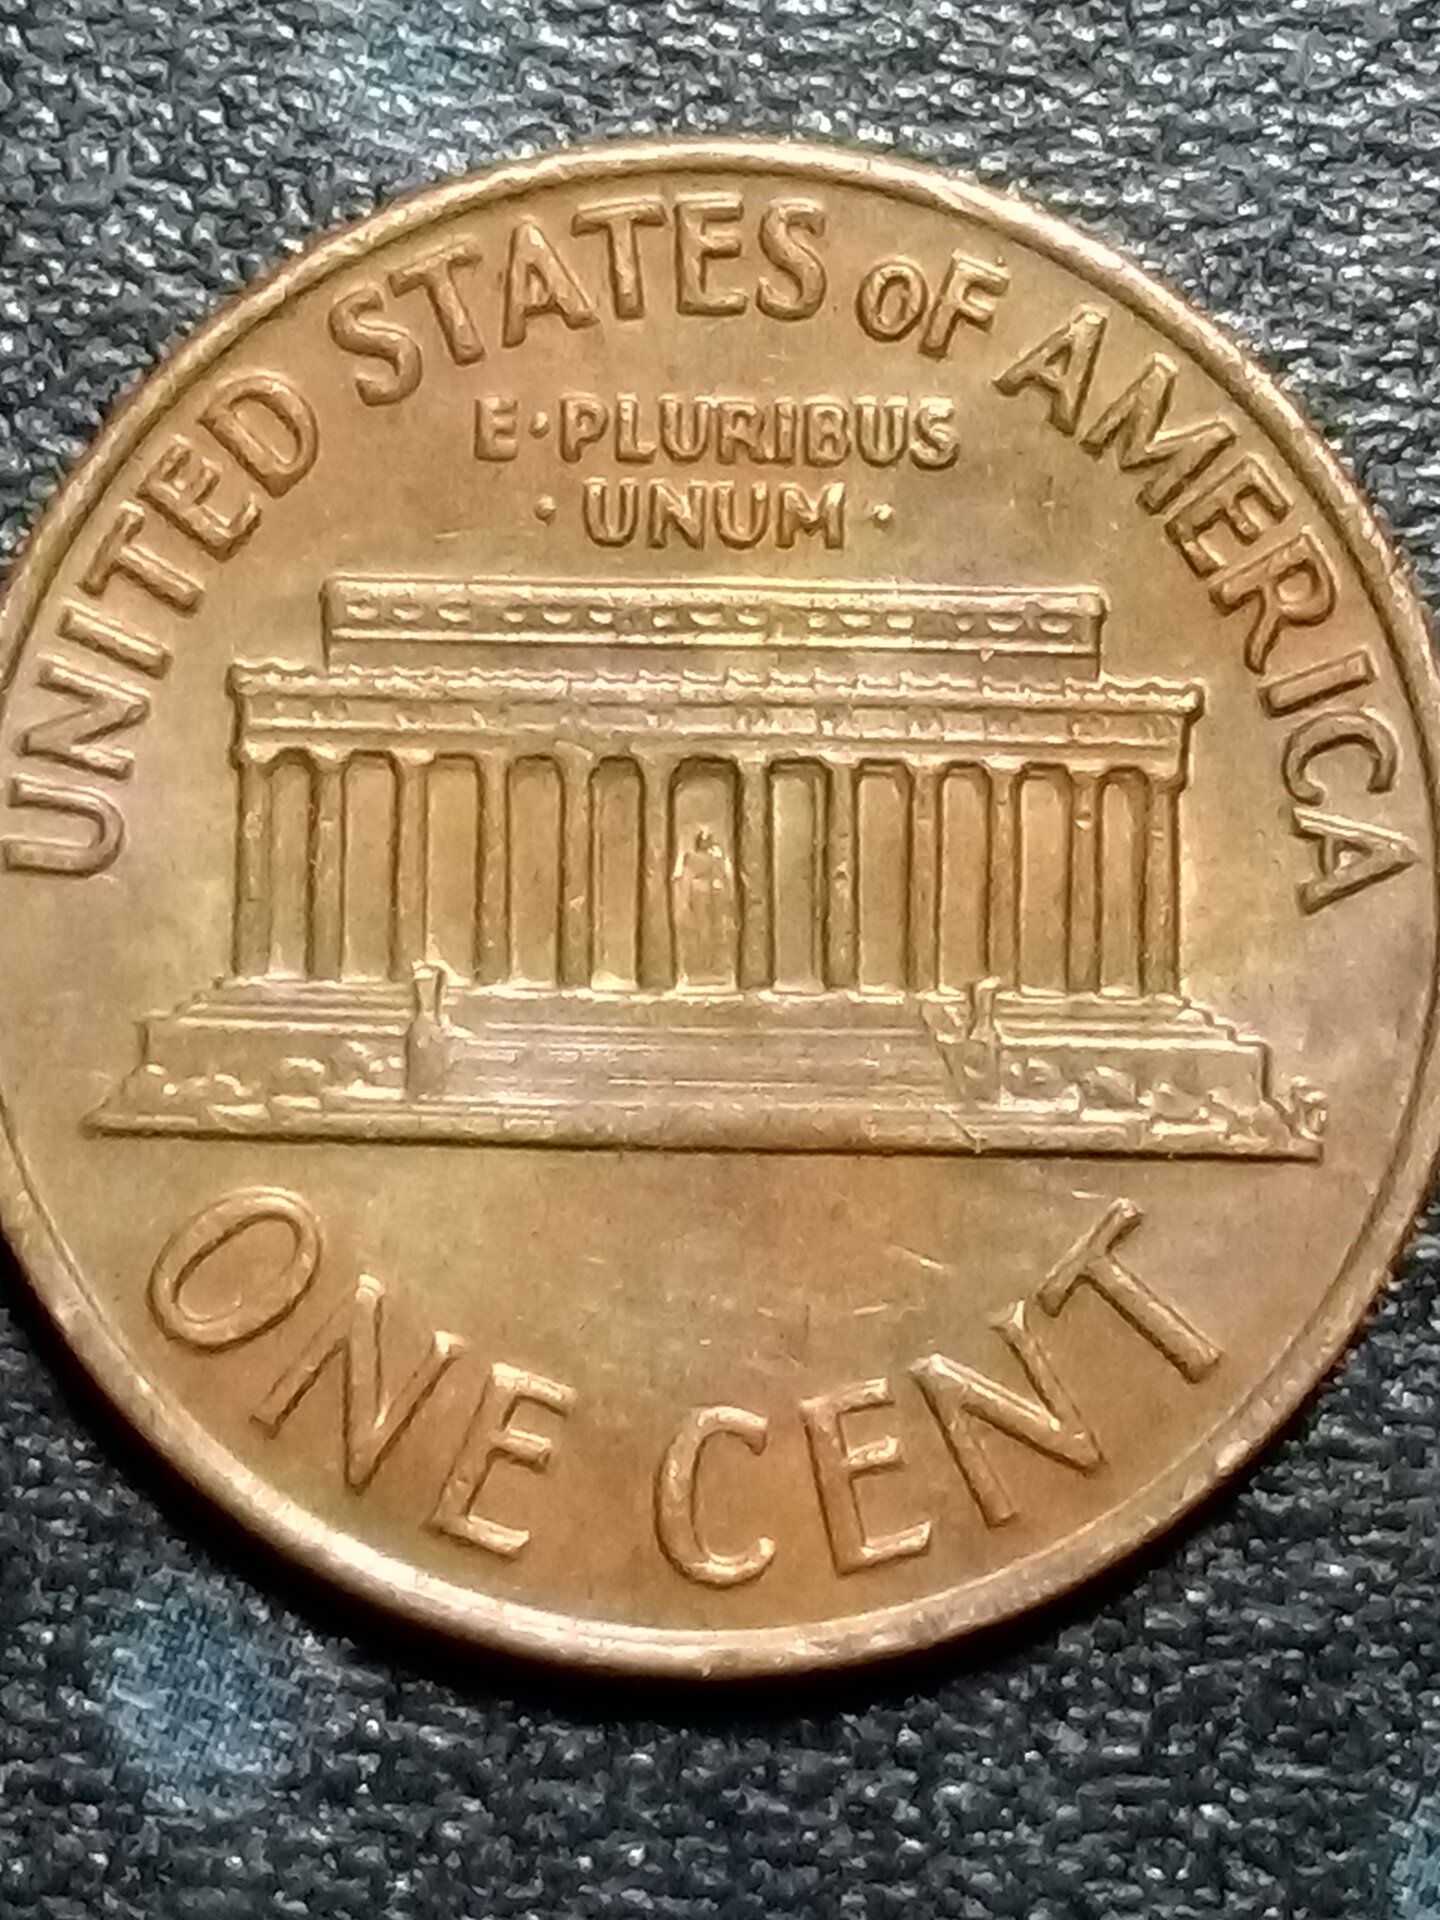 UNITED STATES OF AMERICA
E·PLURIBUS
·UNUM·
ONE CENT